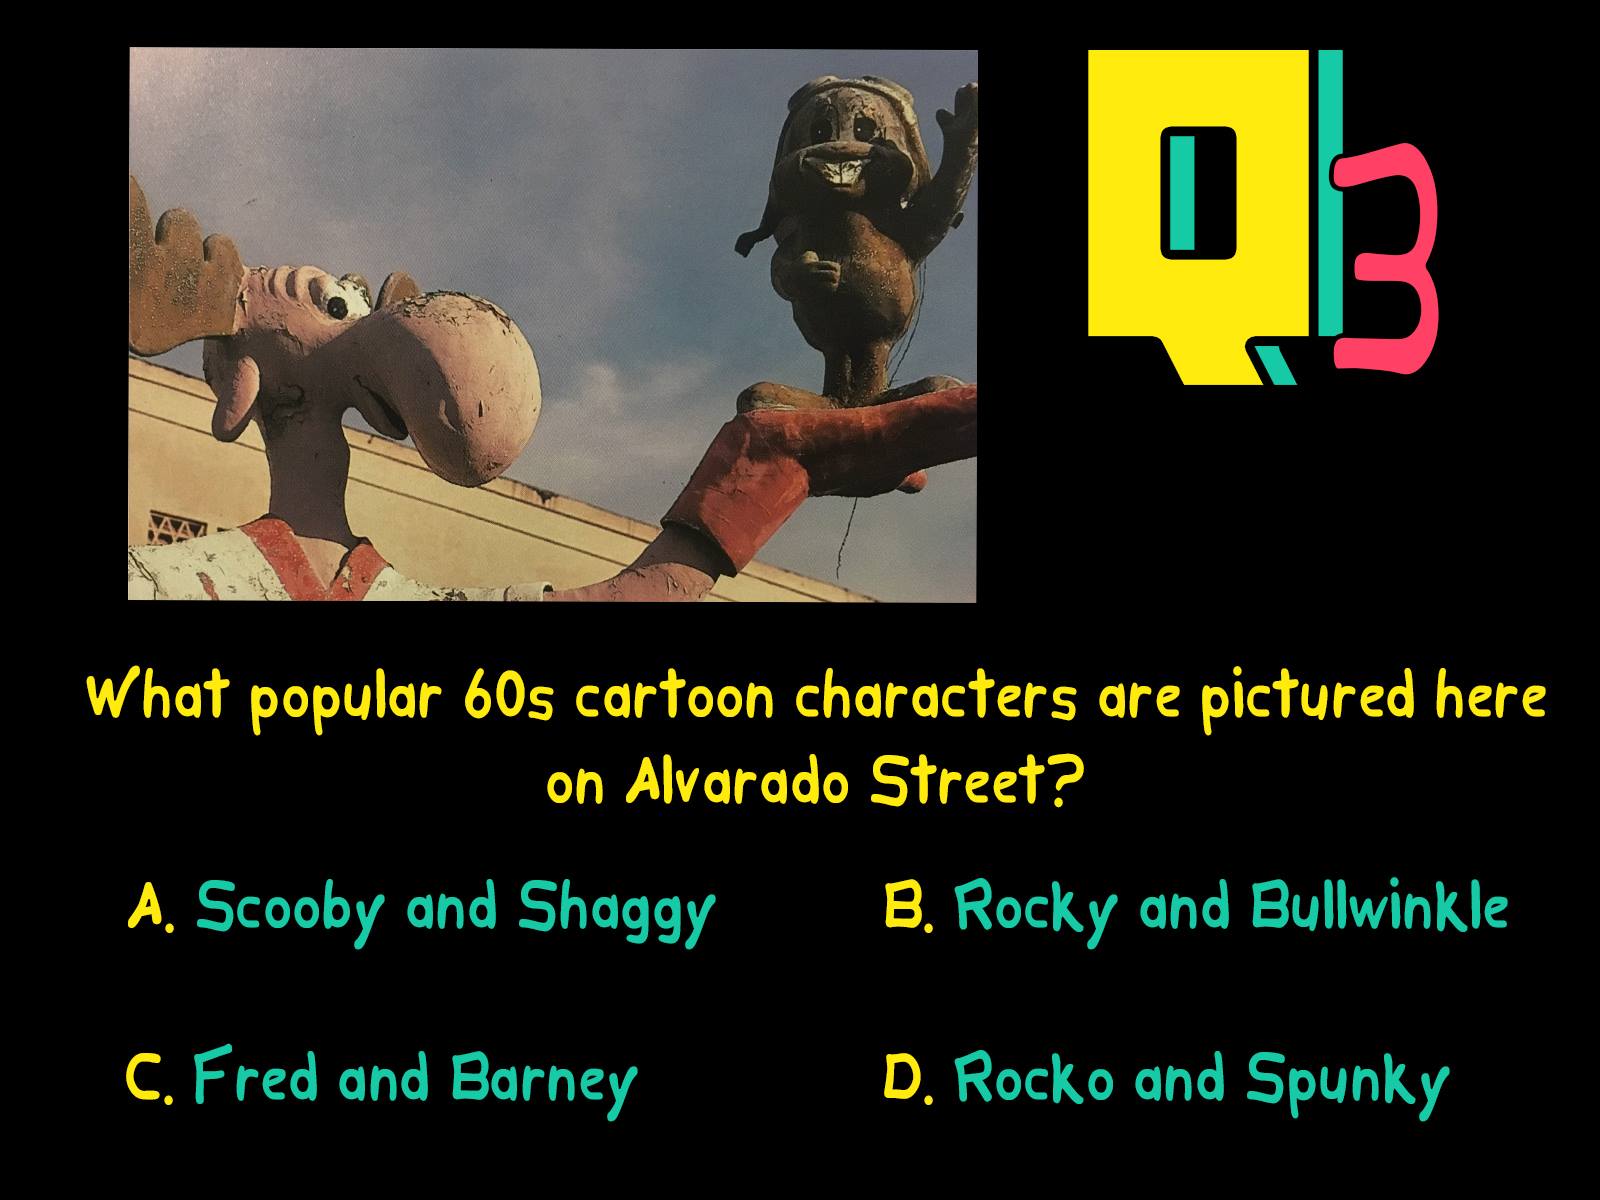 Q3
What popular 60s cartoon characters are pictured here
on Alvarado Street?
A. Scooby and Shaggy
B. Rocky and Bullwinkle
C. Fred and Barney
D. Rocko and Spunky